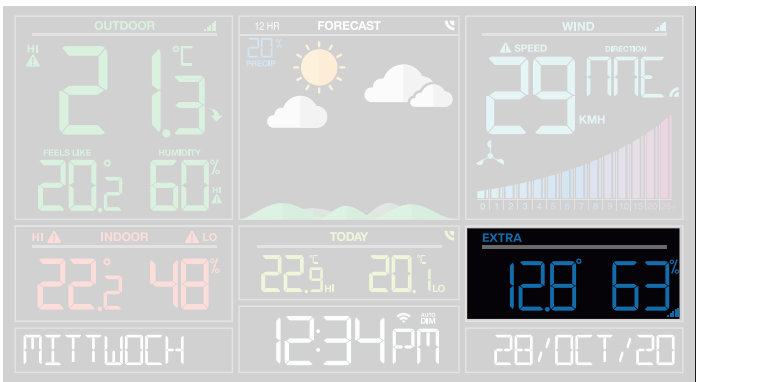 OUTDOOR
HI
21.3°C
FEELS LIKE HUMIDITY
20.2° 60%
HI
12 HR FORECAST
20%
PRECIP
WIND
SPEED DIRECTION
29 NNE
KMH
0 1 2 3 4 5 6 7 8 9 10 15 20 25+
HI INDOOR LO
22.2° 48%
TODAY
22.9°C HI 20.1°C LO
EXTRA
12.8° 63%
MITTWOCH
12:34 PM
AUTO
DIM
28/OCT/20